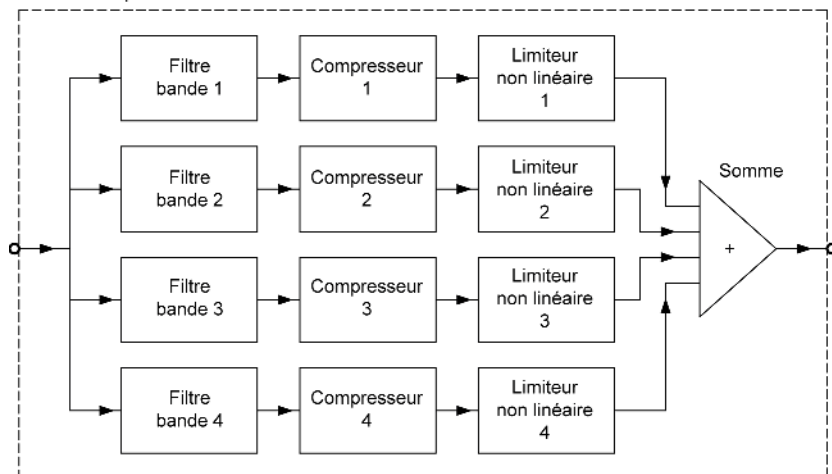 Filtre
bande 1
Compresseur
1
Limiteur
non linéaire
1
Filtre
bande 2
Compresseur
2
Limiteur
non linéaire
2
Somme
+
Filtre
bande 3
Compresseur
3
Limiteur
non linéaire
3
Filtre
bande 4
Compresseur
4
Limiteur
non linéaire
4